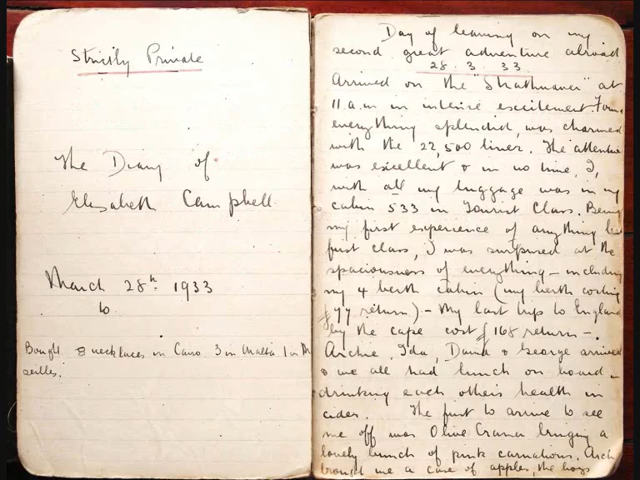 Strictly Private
The Diary of
Elisabeth Campbell
March 28th 1933
to
Bought 8 necklaces in Cairo 3 in Malta 1 in M
seilles.
Day of leaving on my
second great adventure abroad
28. 3. 33
Arrived on the "Strathnaver" at
11 a.m in intense excitement. Found
everything splendid, was charmed
with the 22,500 liner. The attention
was excellent & in no time, I,
with all my luggage was in my
cabin 533 in Tourist Class. Being
my first experience of anything but
first class, I was surprised at the
spaciousness of everything – including
my 4 berth cabin (my berth costing
£77 return) – My last trip to England
by the Cape cost £168 return –.
Archie, Ida, David & George arrived
& we all had lunch on board –
drinking each others health in
cider. The first to arrive to see
me off was Olive Cramer bringing a
lovely bunch of pink carnations. Arch
brought me a case of apples, the boys